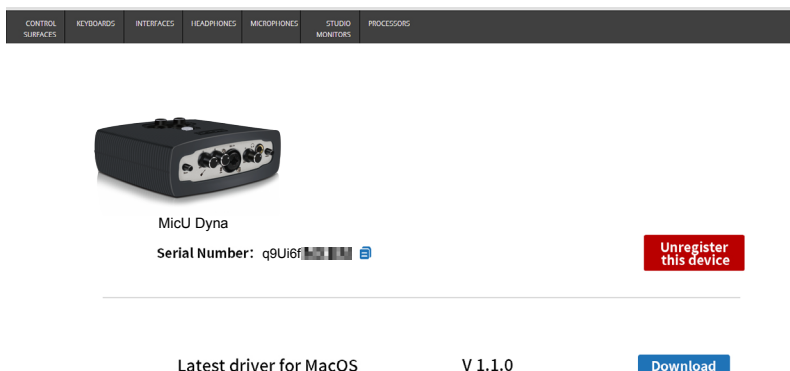 CONTROL SURFACES
KEYBOARDS
INTERFACES
HEADPHONES
MICROPHONES
STUDIO MONITORS
PROCESSORS
MicU Dyna
Serial Number: q9Ui6f
Unregister
this device
Latest driver for MacOS V 1.1.0 Download